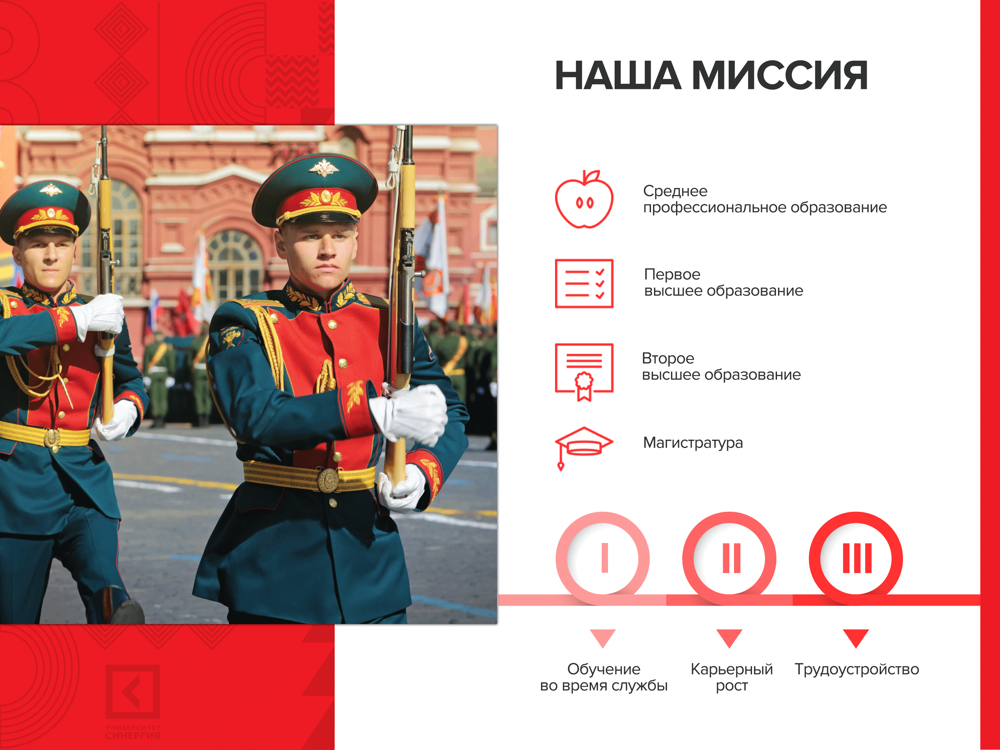 НАША МИССИЯ
Среднее
профессиональное образование
Первое
высшее образование
Второе
высшее образование
Магистратура
I
II
III
Обучение
во время службы
Карьерный
рост
Трудоустройство
УНИВЕРСИТЕТ
СИНЕРГИЯ